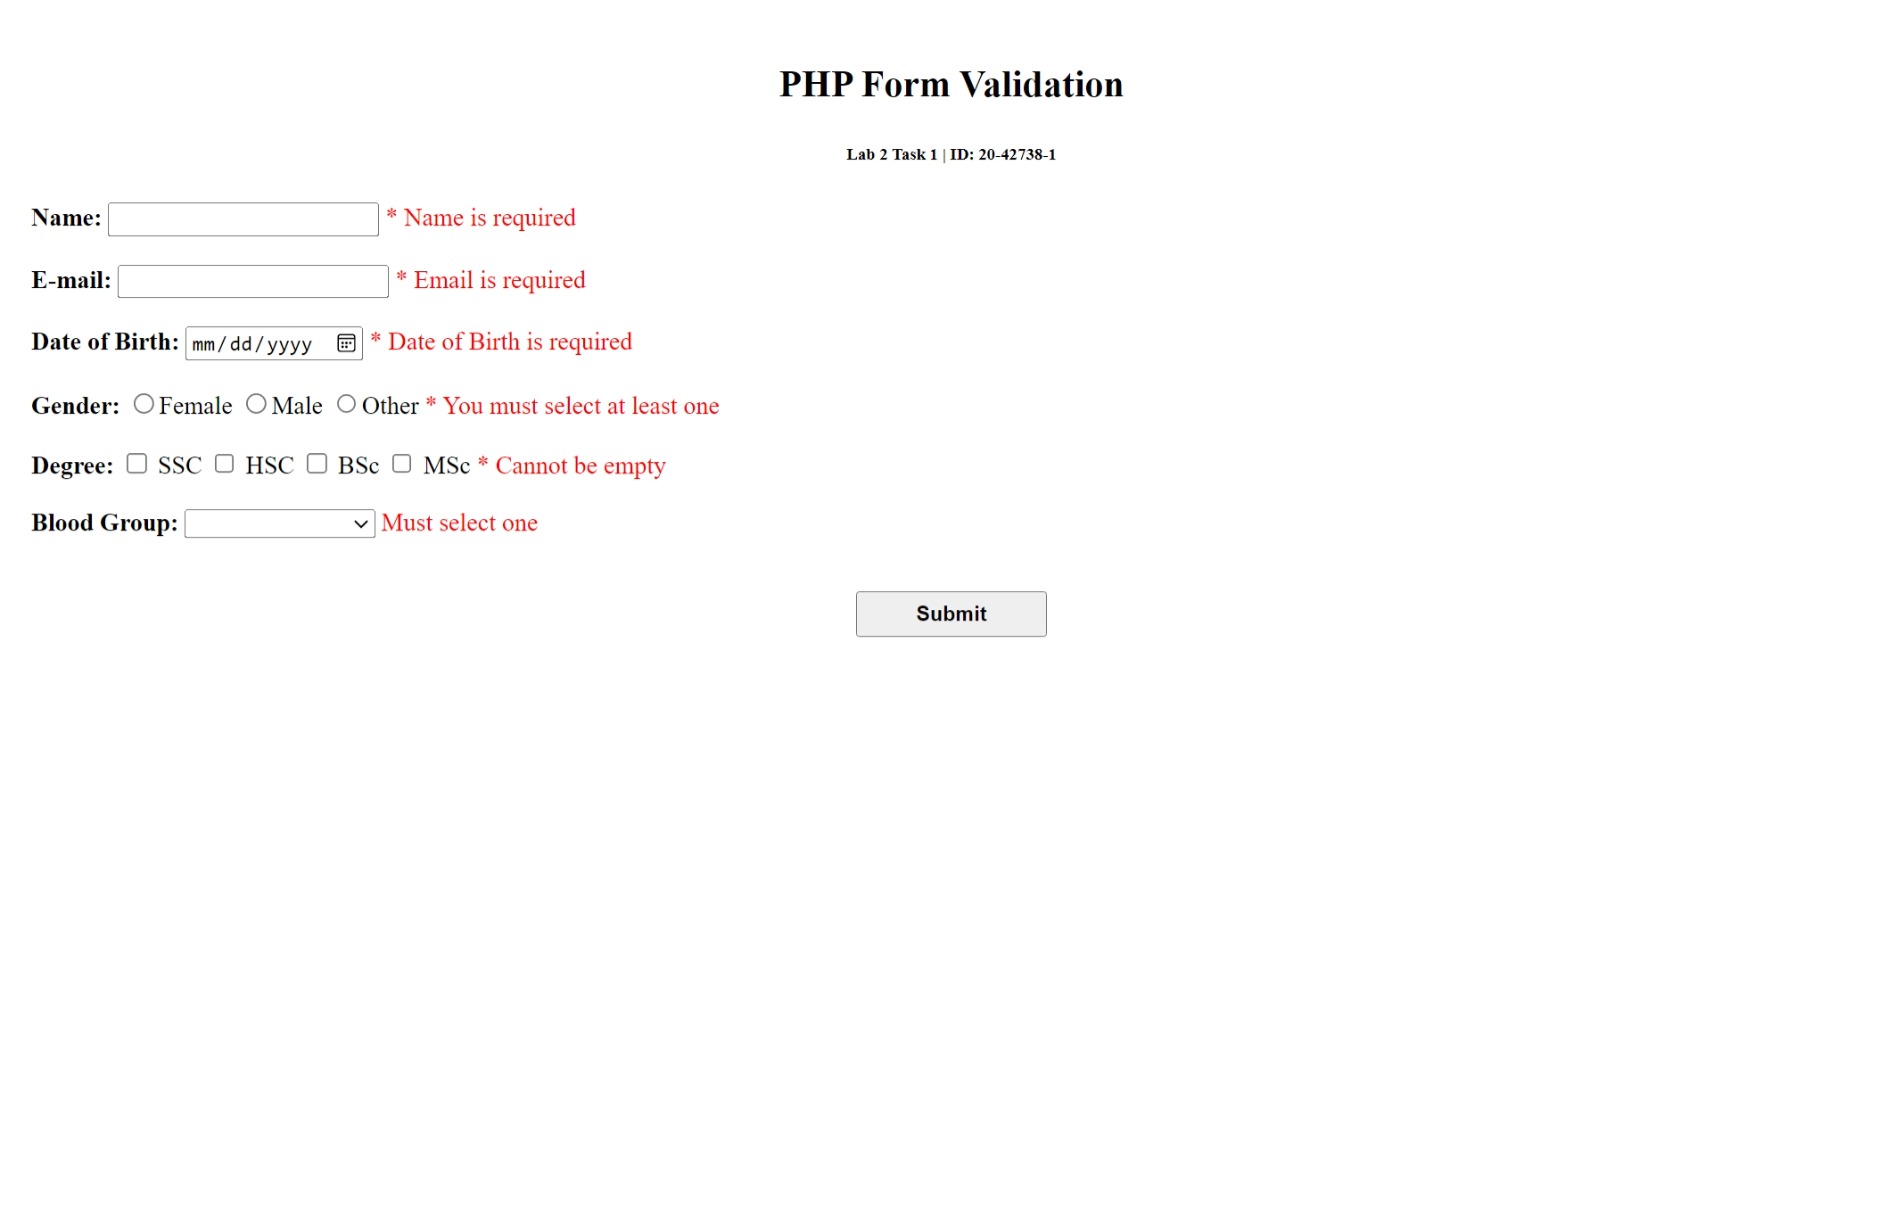 PHP Form Validation
Lab 2 Task 1 | ID: 20-42738-1
Name: * Name is required
E-mail: * Email is required
Date of Birth: mm/dd/yyyy * Date of Birth is required
Gender: Female Male Other * You must select at least one
Degree: SSC HSC BSc MSc * Cannot be empty
Blood Group: Must select one
Submit